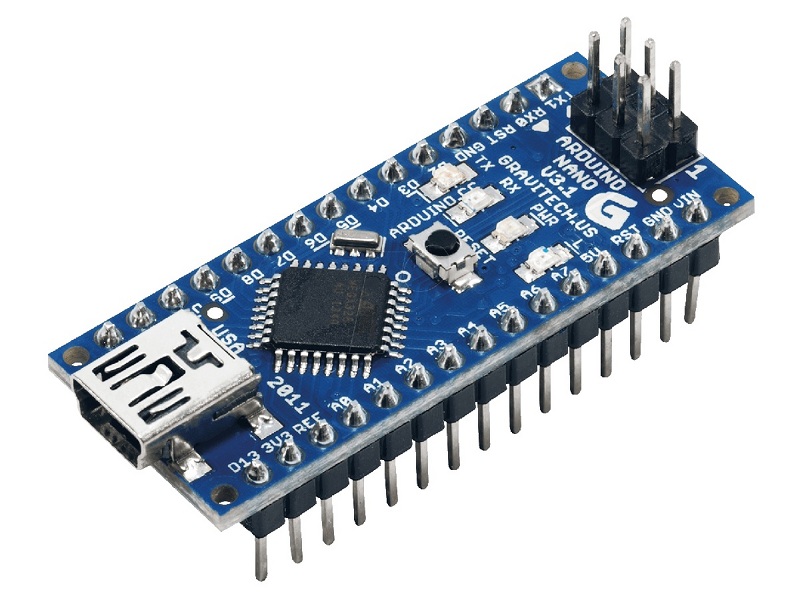 TX1
RX0
RST
GND
D2
D3
D4
D5
D6
D7
D8
D9
TX
RX
PWR
L
ARDUINO.CC
RESET
GRAVITECH.US
ARDUINO
NANO
V3.1
G
1
USA
2011
D13
3V3
REF
A0
A1
A2
A3
A4
A5
A6
A7
5V
RST
GND
VIN